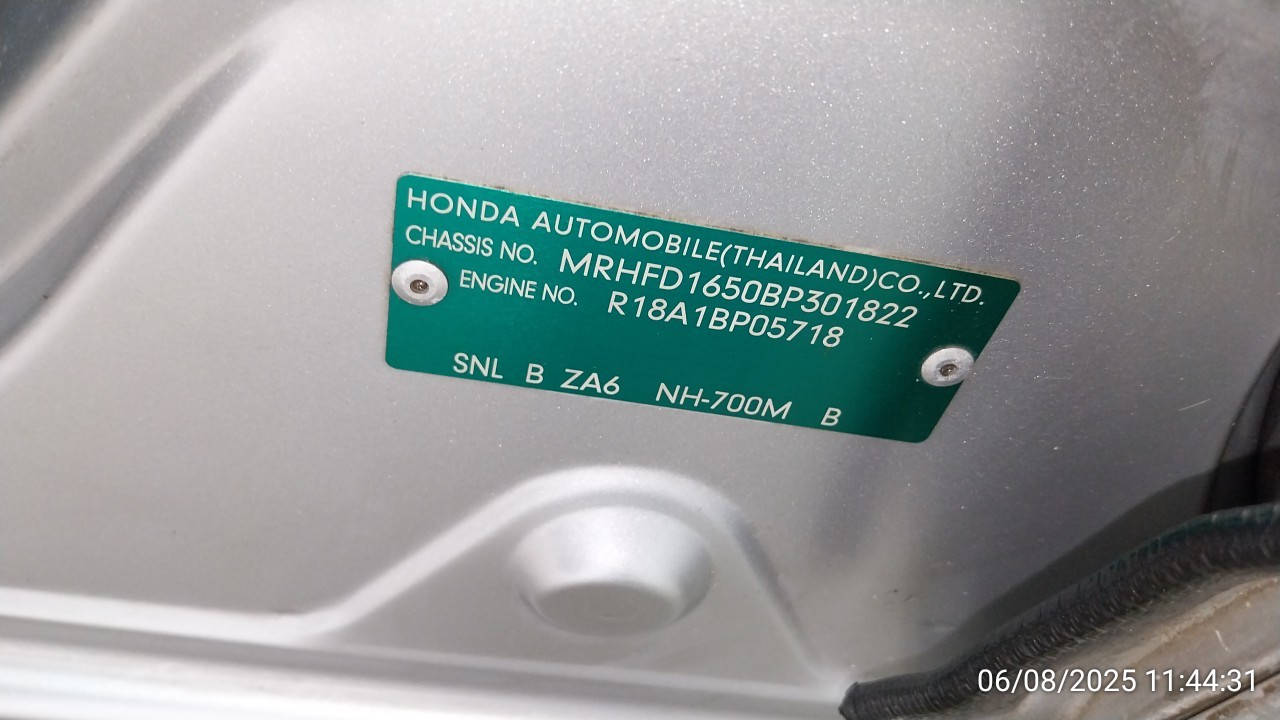 HONDA AUTOMOBILE(THAILAND)CO.,LTD.
CHASSIS NO. MRHFD1650BP301822
ENGINE NO. R18A1BP05718
SNL B ZA6 NH-700M B
06/08/2025 11:44:31